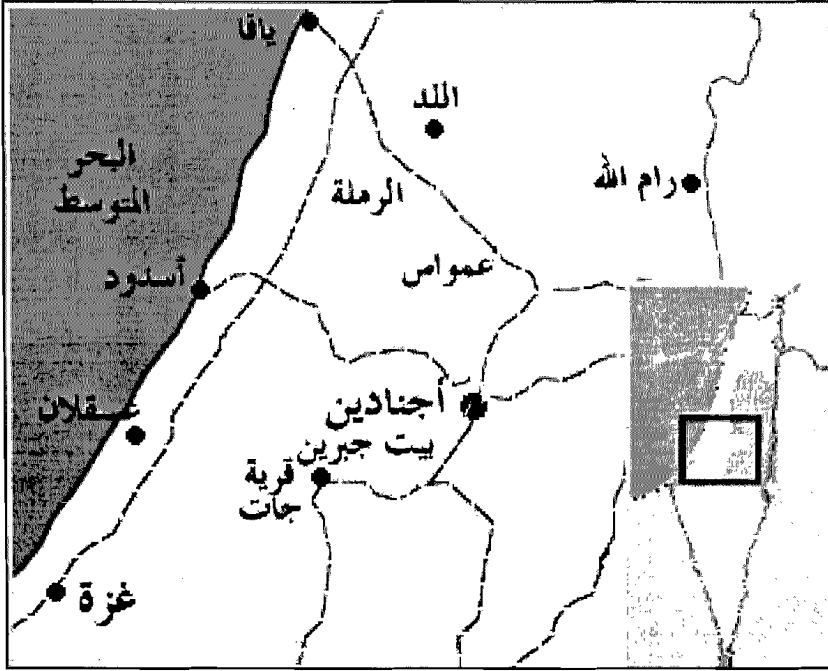 يافا
اللد
البحر
المتوسط
رام الله
الرملة
عمواس
أسدود
أجنادين
عسقلان
بيت جبرين
قرية
جات
غزة